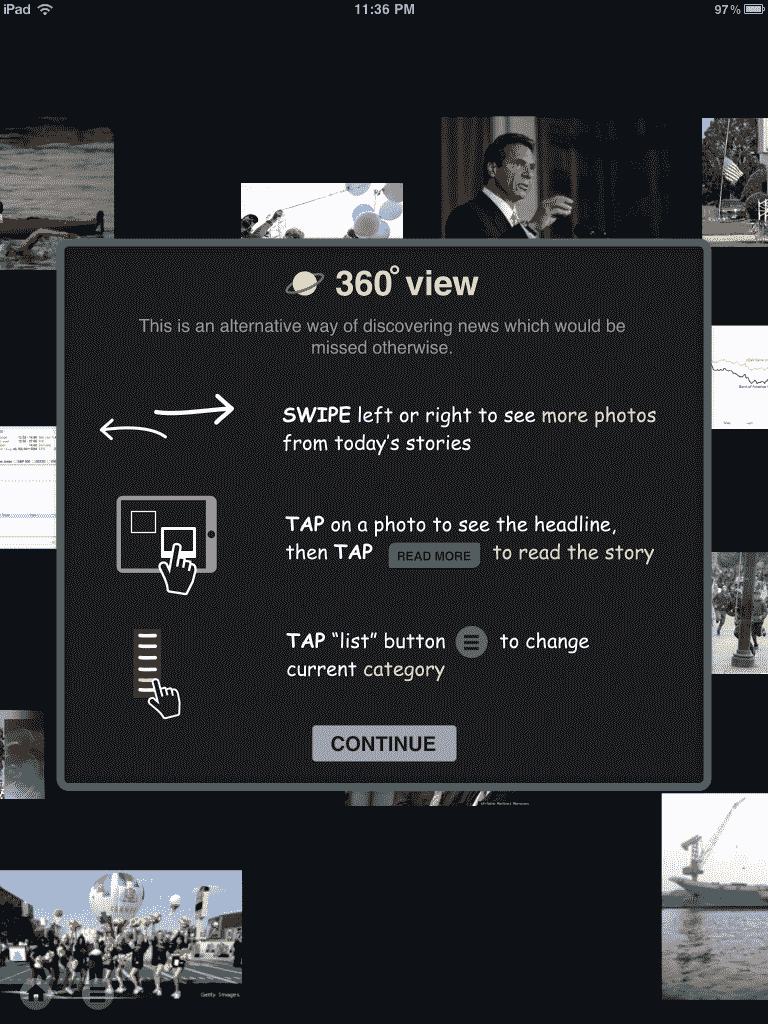 iPad 11:36 PM 97%
360° view
This is an alternative way of discovering news which would be
missed otherwise.
SWIPE left or right to see more photos
from today's stories
TAP on a photo to see the headline,
then TAP READ MORE to read the story
TAP “list” button to change
current category
CONTINUE
Getty Images